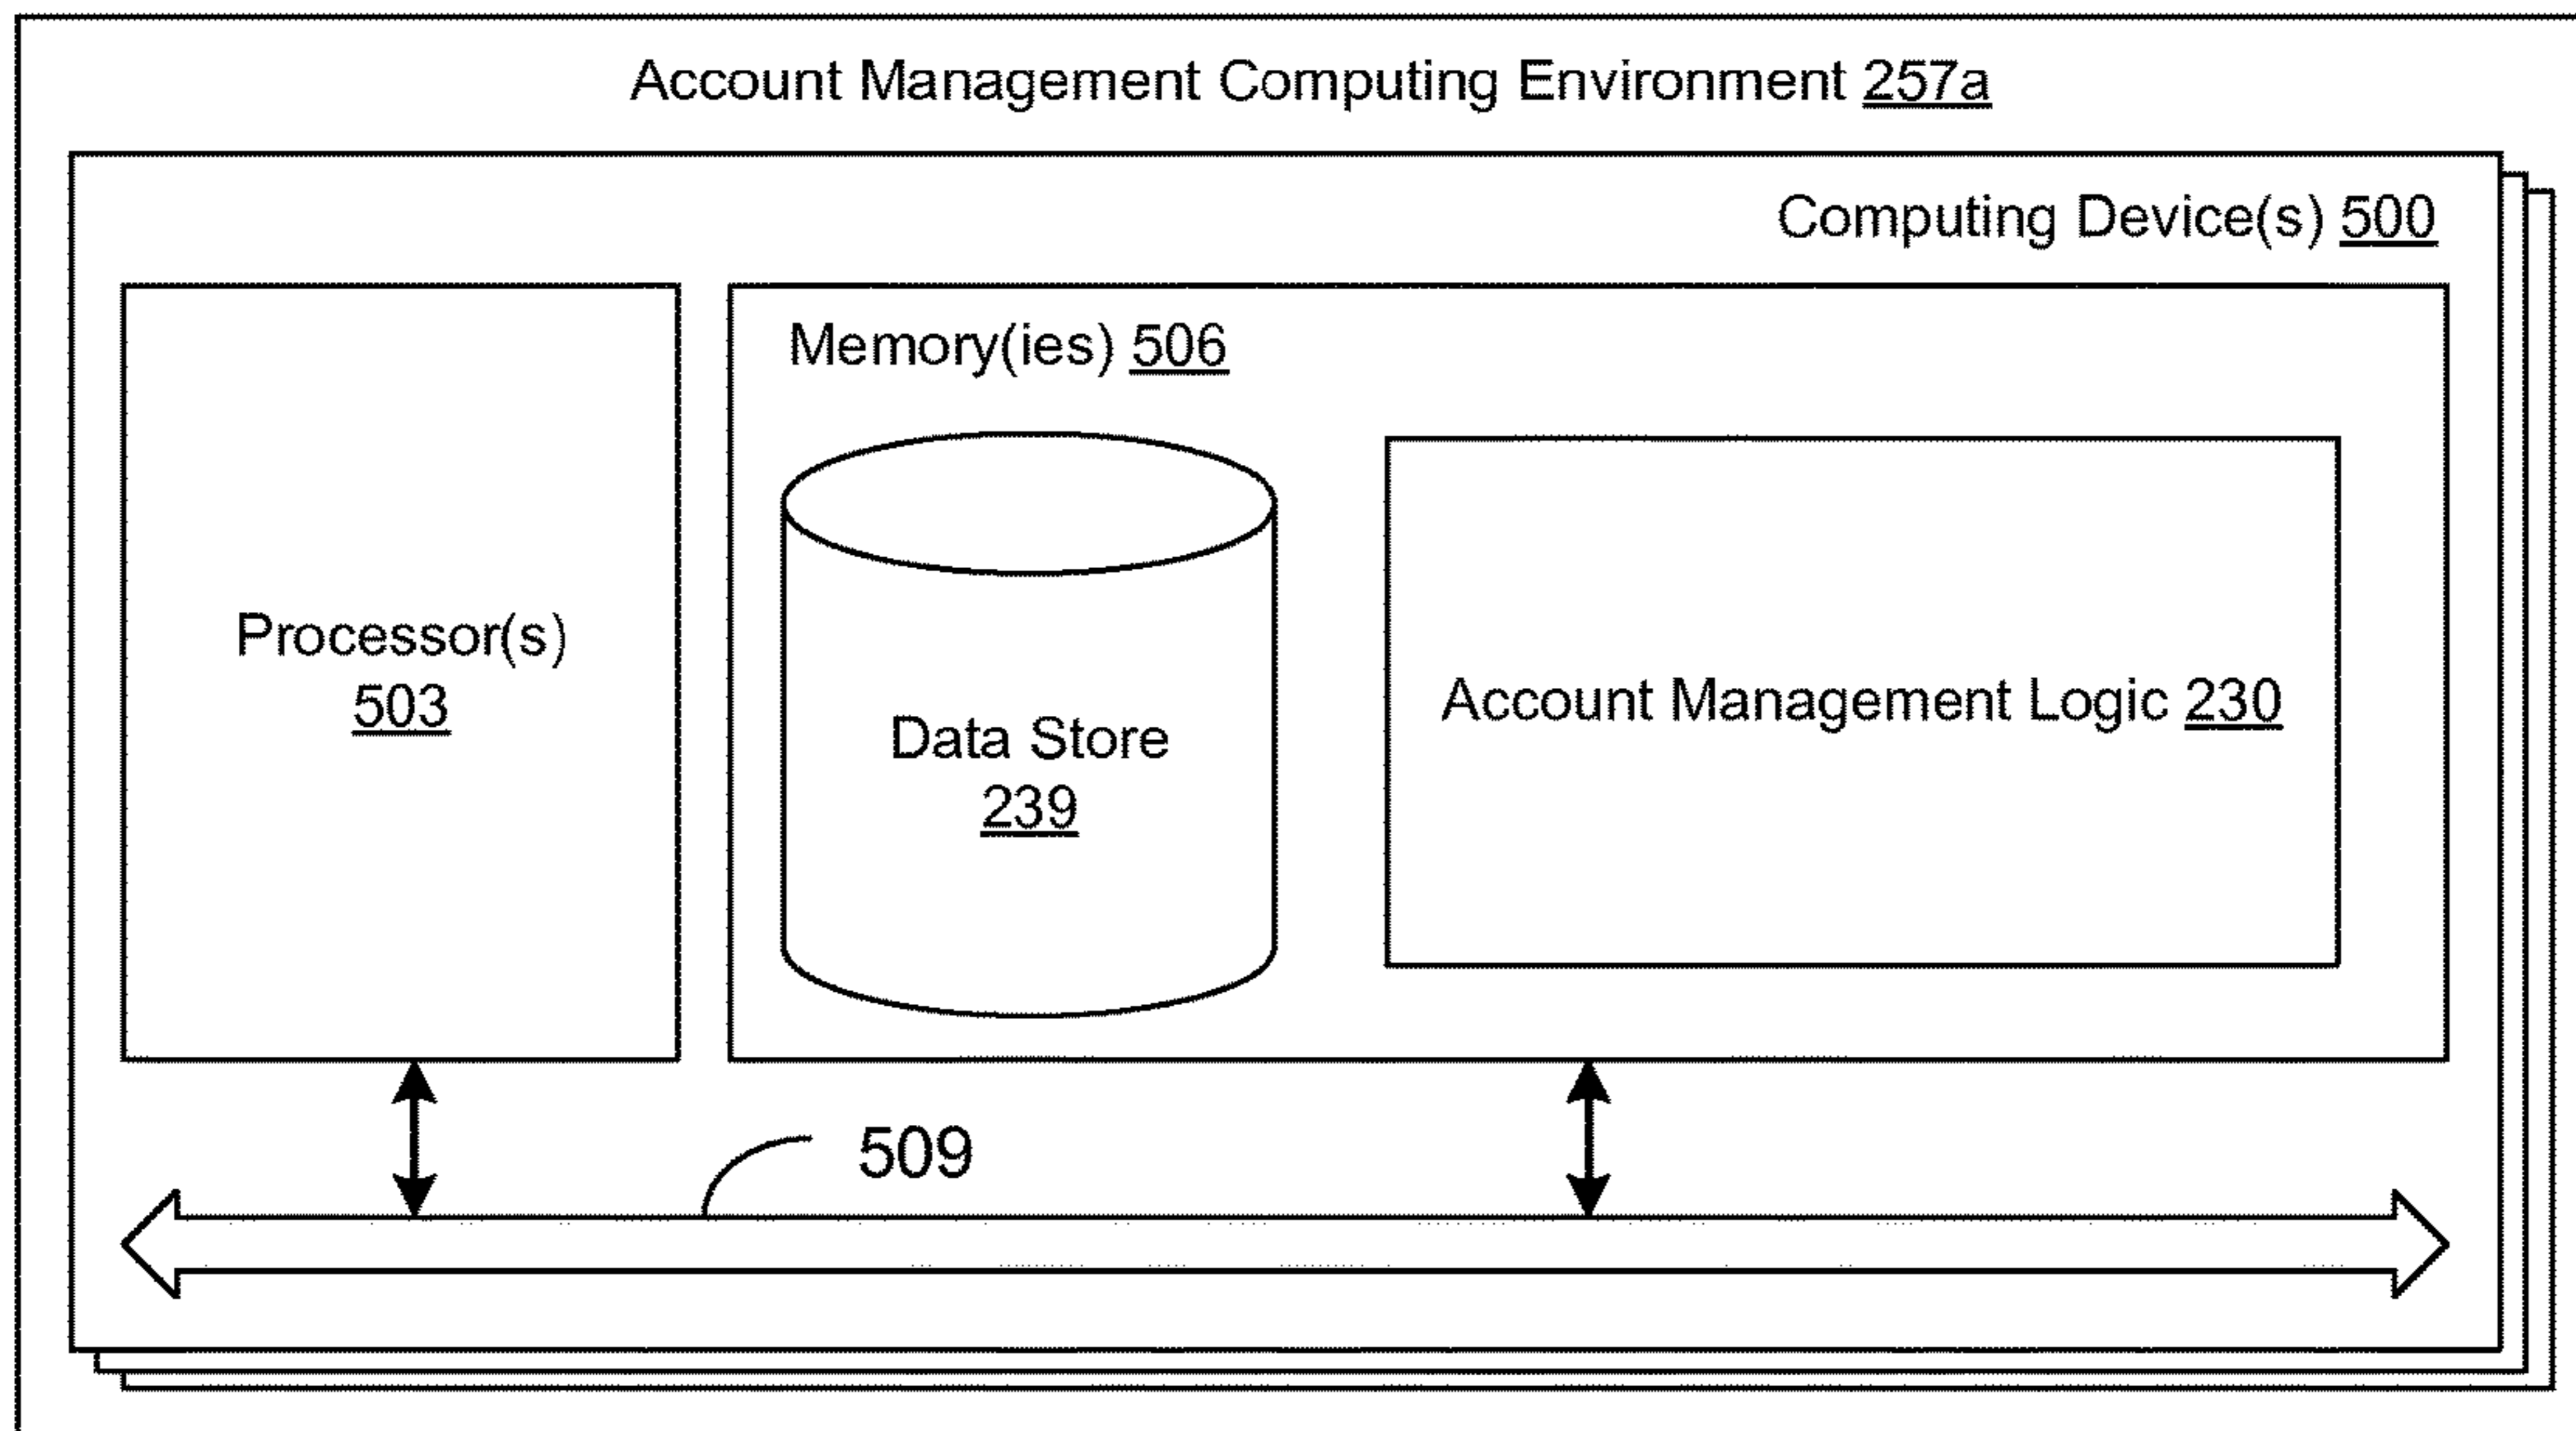 Account Management Computing Environment 257a
Computing Device(s) 500
Memory(ies) 506
Processor(s)
503
Data Store
239
Account Management Logic 230
509